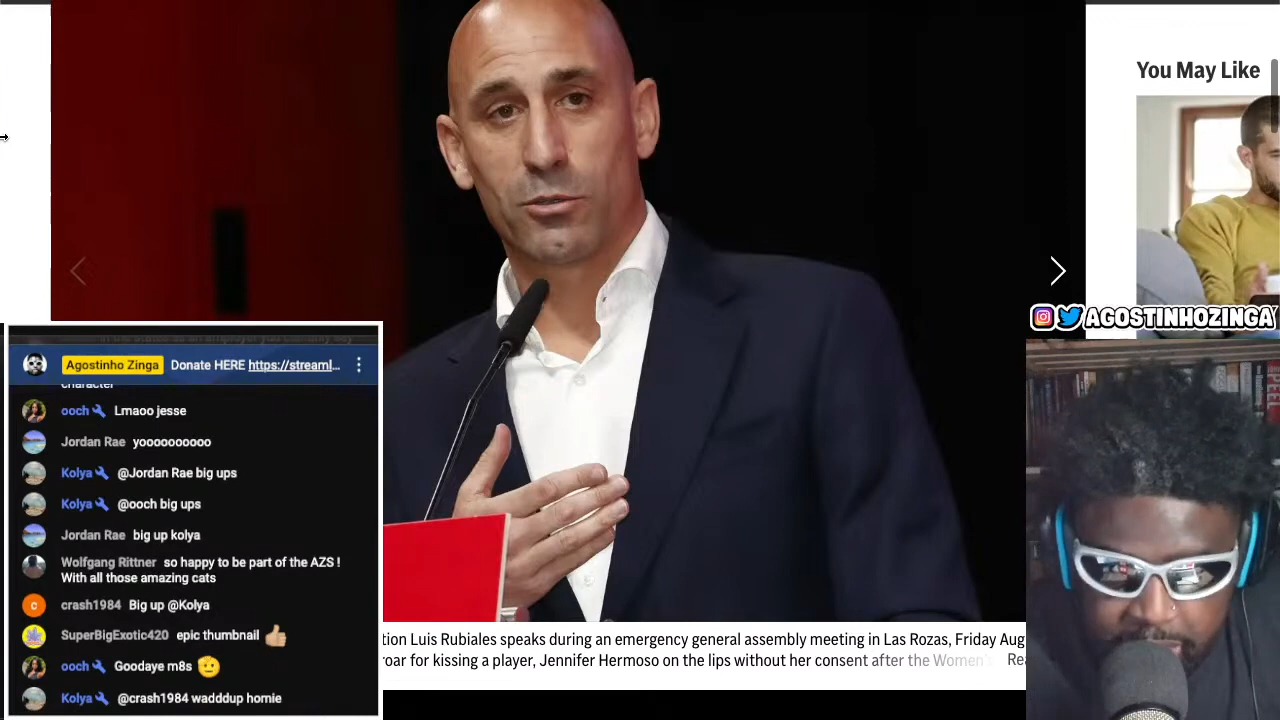 You May Like
AGOSTINHOZINGA
Agostinho Zinga Donate HERE https://streaml...
character
ooch Lmaoo jesse
Jordan Rae yoooooooooo
Kolya @Jordan Rae big ups
Kolya @ooch big ups
Jordan Rae big up kolya
Wolfgang Rittner so happy to be part of the AZS !
With all those amazing cats
crash1984 Big up @Kolya
SuperBigExotic420 epic thumbnail
ooch Goodaye m8s
Kolya @crash1984 wadddup homie
tion Luis Rubiales speaks during an emergency general assembly meeting in Las Rozas, Friday Aug
roar for kissing a player, Jennifer Hermoso on the lips without her consent after the Women's Rea